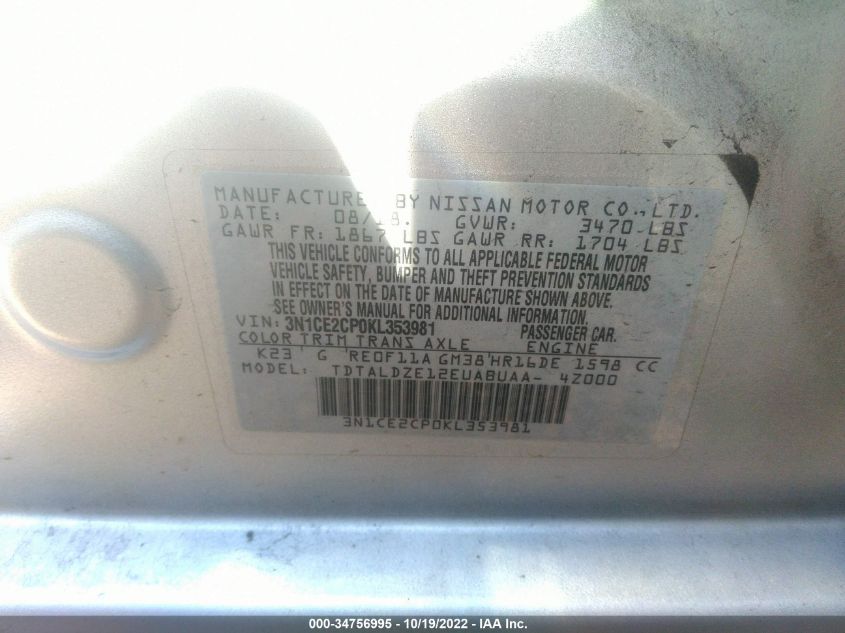 MANUFACTURED BY NISSAN MOTOR CO.,LTD.
DATE: 08/18. GVWR: 3470 LBS
GAWR FR: 1867 LBS GAWR RR: 1704 LBS
THIS VEHICLE CONFORMS TO ALL APPLICABLE FEDERAL MOTOR
VEHICLE SAFETY, BUMPER AND THEFT PREVENTION STANDARDS
IN EFFECT ON THE DATE OF MANUFACTURE SHOWN ABOVE.
SEE OWNER'S MANUAL FOR ADDITIONAL INFORMATION.
VIN: 3N1CE2CP0KL353981 PASSENGER CAR.
COLOR TRIM TRANS AXLE ENGINE
K23 G RE0F11A GM38 HR16DE 1598 CC
MODEL: TDTALDZE12EUABUAA- 4Z000
3N1CE2CP0KL353981
000-34756995 - 10/19/2022 - IAA Inc.